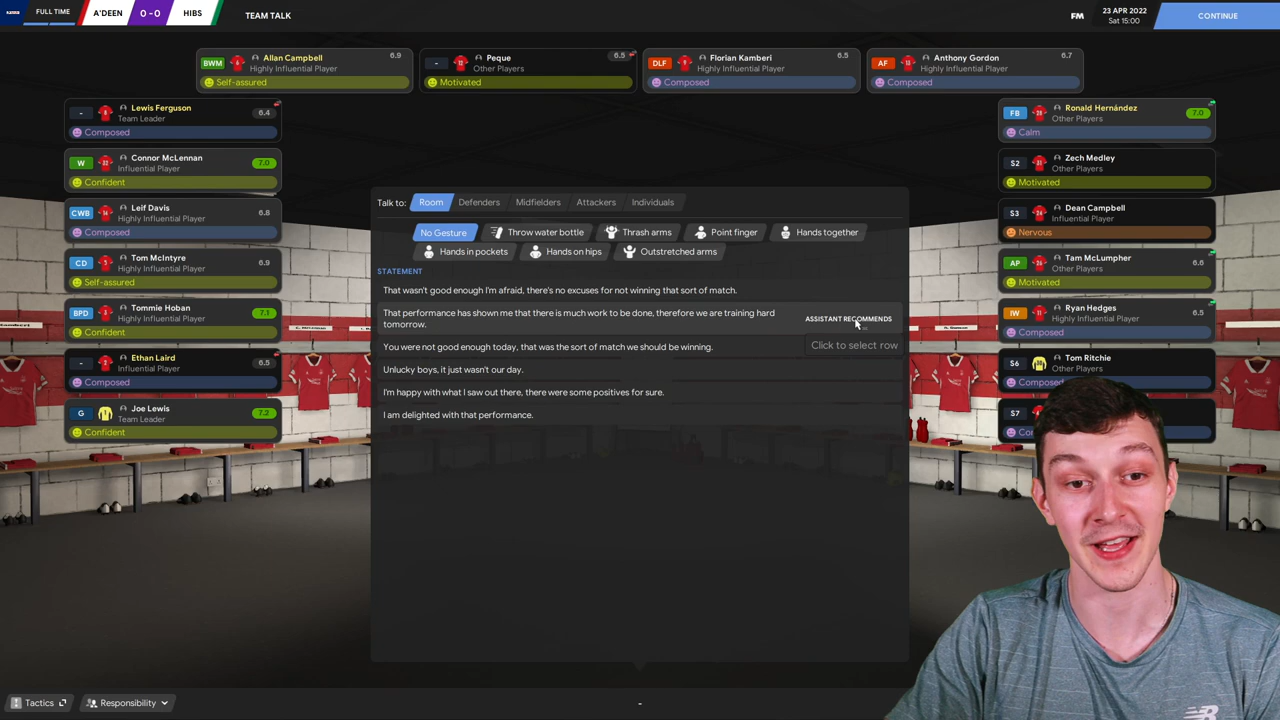 FULL TIME
A'DEEN
0 - 0
HIBS
TEAM TALK
FM
23 APR 2022
Sat 15:00
CONTINUE
BWM
Allan Campbell
6.9
Highly Influential Player
Self-assured
-
Peque
6.5
Other Players
Motivated
DLF
Florian Kamberi
6.5
Highly Influential Player
Composed
AF
Anthony Gordon
6.7
Highly Influential Player
Composed
-
Lewis Ferguson
6.4
Team Leader
Composed
W
Connor McLennan
7.0
Influential Player
Confident
CWB
Leif Davis
6.8
Highly Influential Player
Composed
CD
Tom McIntyre
6.9
Highly Influential Player
Self-assured
BPD
Tommie Hoban
7.1
Highly Influential Player
Confident
-
Ethan Laird
6.5
Highly Influential Player
Composed
G
Joe Lewis
7.2
Team Leader
Confident
Talk to:
Room
Defenders
Midfielders
Attackers
Individuals
No Gesture
Throw water bottle
Thrash arms
Point finger
Hands together
Hands in pockets
Hands on hips
Outstretched arms
STATEMENT
That wasn't good enough I'm afraid, there's no excuses for not winning that sort of match.
That performance has shown me that there is much work to be done, therefore we are training hard
tomorrow.
ASSISTANT RECOMMENDS
You were not good enough today, that was the sort of match we should be winning.
Click to select row
Unlucky boys, it just wasn't our day.
I'm happy with what I saw out there, there were some positives for sure.
I am delighted with that performance.
FB
Ronald Hernández
7.0
Other Players
Calm
S2
Zech Medley
Other Players
Motivated
S3
Dean Campbell
Influential Player
Nervous
AP
Tam McLumpher
6.6
Other Players
Motivated
IW
Ryan Hedges
6.5
Highly Influential Player
Composed
S6
Tom Ritchie
Other Players
Composed
S7
Tactics
Responsibility
-